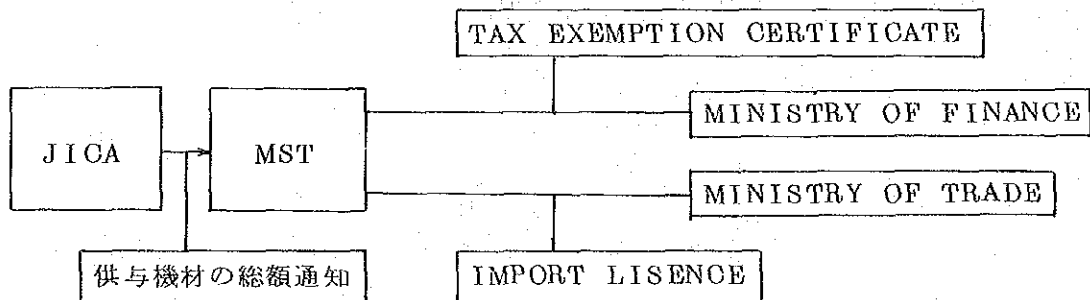 TAX EXEMPTION CERTIFICATE
MINISTRY OF FINANCE
JICA
MST
MINISTRY OF TRADE
供与機材の総額通知
IMPORT LISENCE